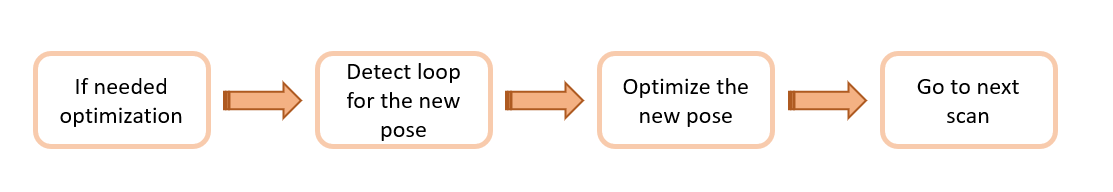 If needed
optimization
Detect loop
for the new
pose
Optimize the
new pose
Go to next
scan